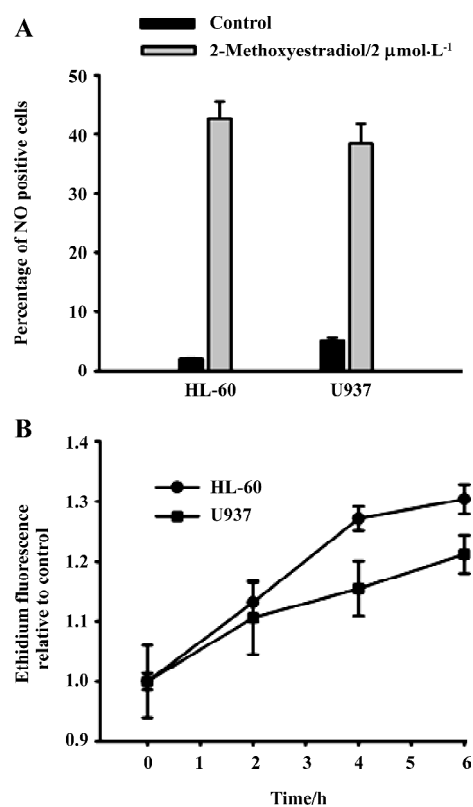 A
Control
2-Methoxyestradiol/2 μmol·L⁻¹
Percentage of NO positive cells
50
40
30
20
10
0
HL-60 U937
B
Ethidium fluorescence
relative to control
1.4
1.3
1.2
1.1
1.0
0.9
HL-60
U937
0 1 2 3 4 5 6
Time/h